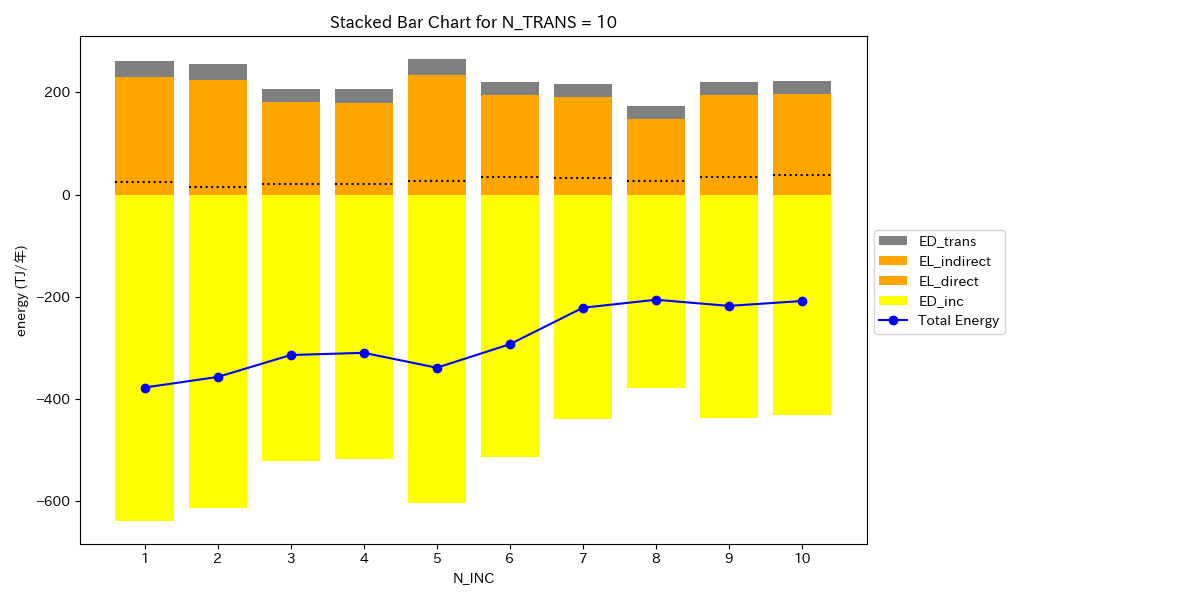 Stacked Bar Chart for N_TRANS = 10
energy (TJ/年)
200
0
−200
−400
−600
1 2 3 4 5 6 7 8 9 10
N_INC
ED_trans
EL_indirect
EL_direct
ED_inc
Total Energy